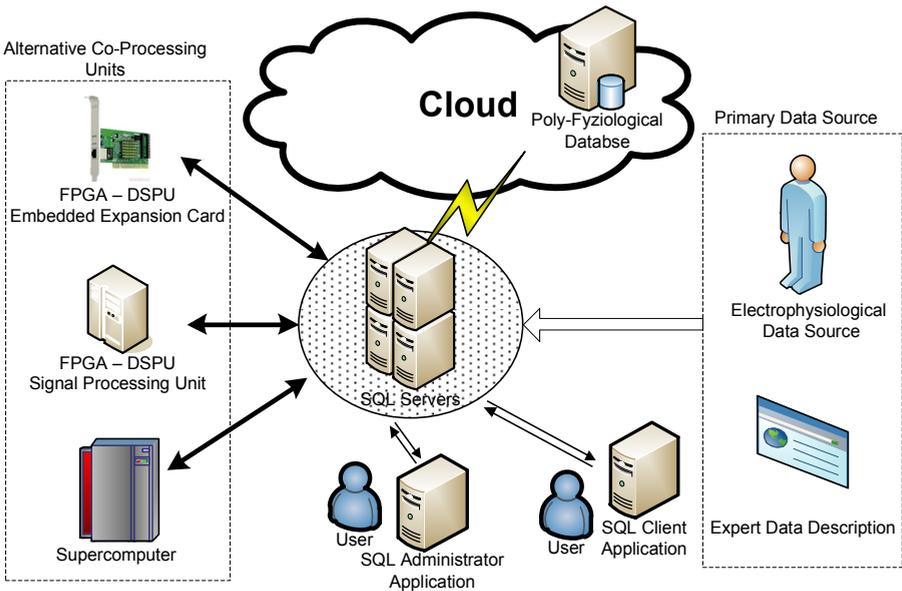 Alternative Co-Processing
Units
FPGA – DSPU
Embedded Expansion Card
FPGA – DSPU
Signal Processing Unit
Supercomputer
Cloud
Poly-Fyziological
Databse
SQL Servers
User
SQL Administrator
Application
User
SQL Client
Application
Primary Data Source
Electrophysiological
Data Source
Expert Data Description